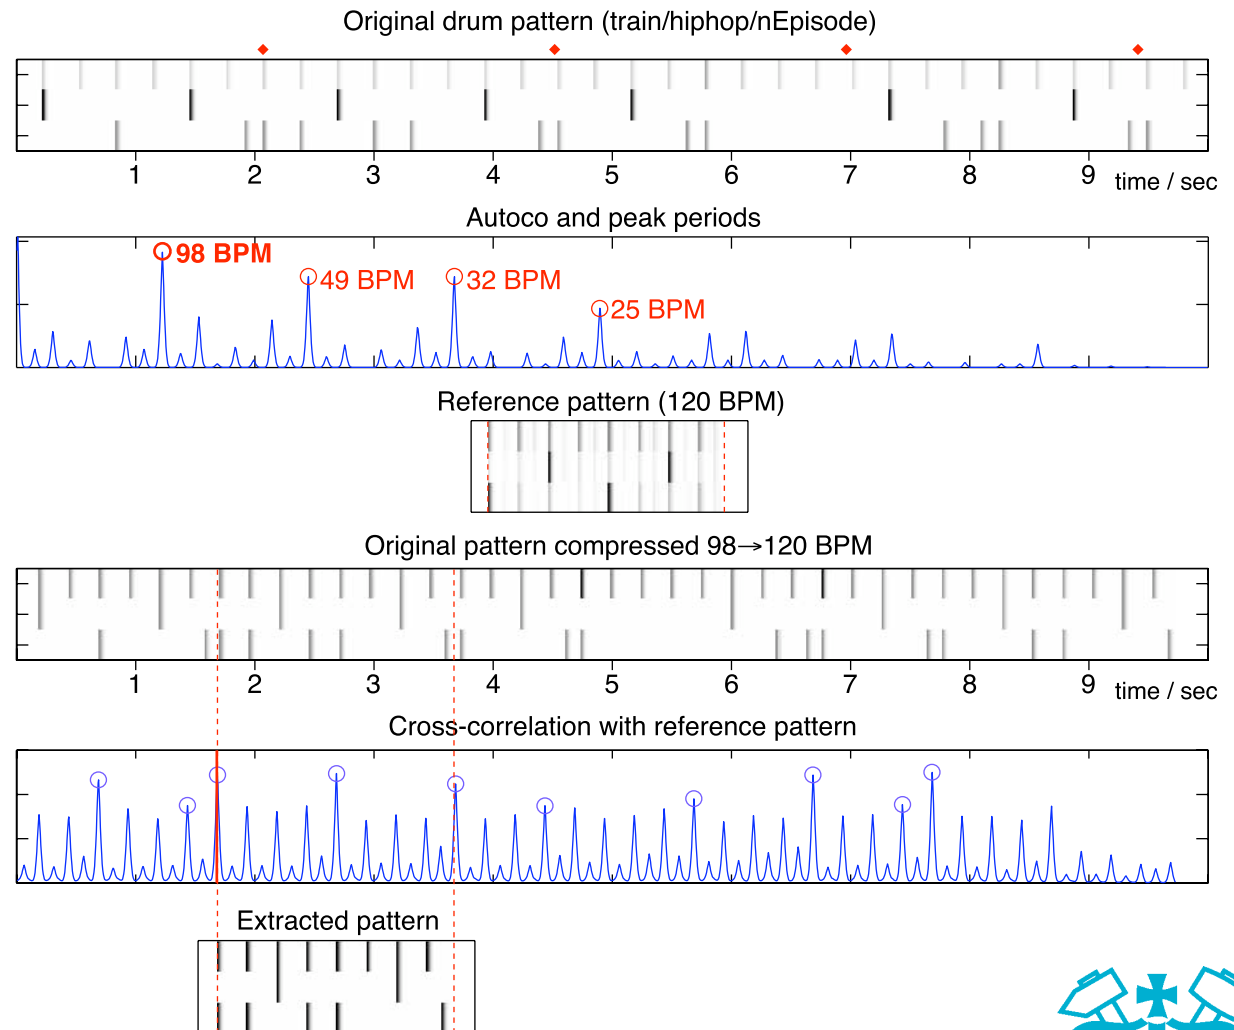 Original drum pattern (train/hiphop/nEpisode)
1 2 3 4 5 6 7 8 9 time / sec
Autoco and peak periods
98 BPM
49 BPM
32 BPM
25 BPM
Reference pattern (120 BPM)
Original pattern compressed 98→120 BPM
1 2 3 4 5 6 7 8 9 time / sec
Cross-correlation with reference pattern
Extracted pattern